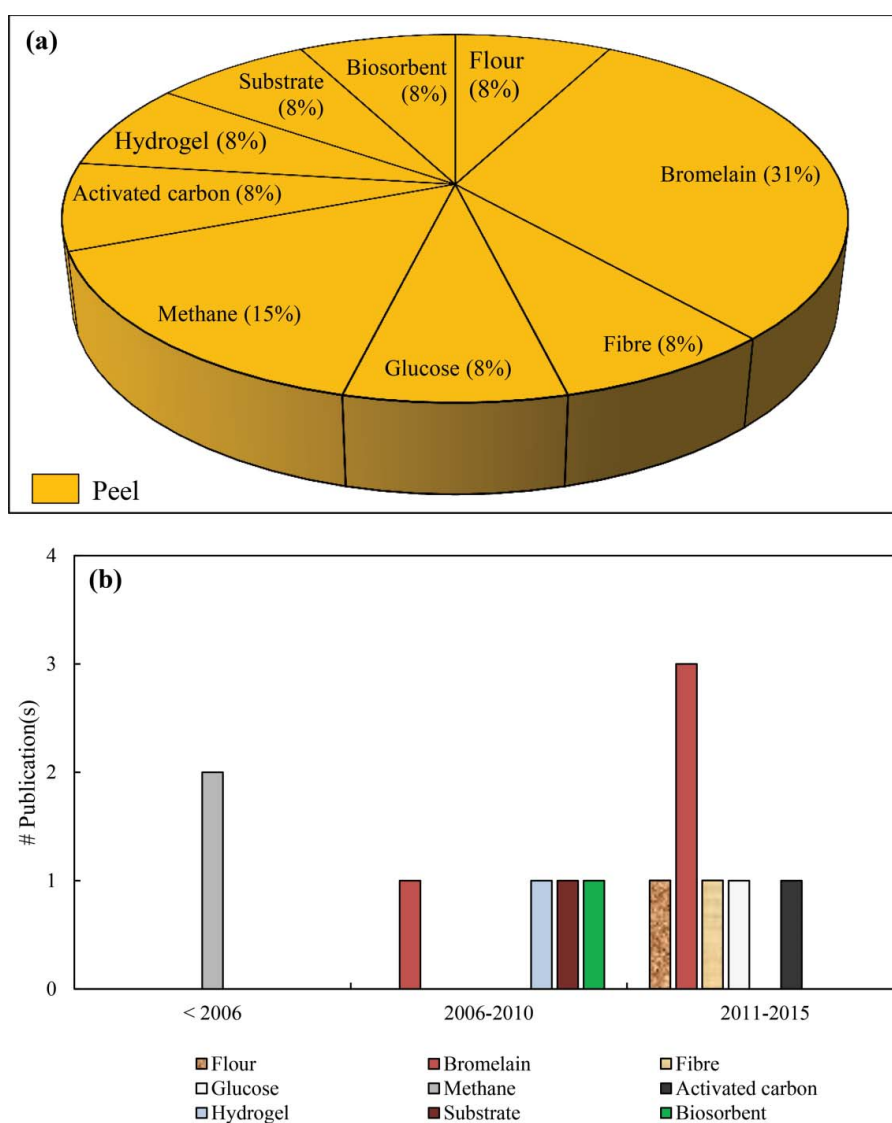 (a)
Biosorbent
(8%)
Flour
(8%)
Substrate
(8%)
Hydrogel (8%)
Bromelain (31%)
Activated carbon (8%)
Methane (15%)
Fibre (8%)
Glucose (8%)
Peel
(b)
4
3
2
1
0
# Publication(s)
< 2006 2006-2010 2011-2015
Flour Bromelain Fibre
Glucose Methane Activated carbon
Hydrogel Substrate Biosorbent